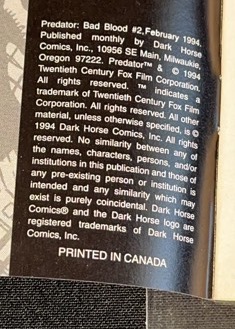 Predator: Bad Blood #2, February 1994.
Published monthly by Dark Horse
Comics, Inc., 10956 SE Main, Milwaukie,
Oregon 97222. Predator™ & © 1994
Twentieth Century Fox Film Corporation.
All rights reserved. ™ indicates a
trademark of Twentieth Century Fox Film
Corporation. All rights reserved. All other
material, unless otherwise specified, is ©
1994 Dark Horse Comics, Inc. All rights
reserved. No similarity between any of
the names, characters, persons, and/or
institutions in this publication and those of
any pre-existing person or institution is
intended and any similarity which may
exist is purely coincidental. Dark Horse
Comics® and the Dark Horse logo are
registered trademarks of Dark Horse
Comics, Inc.
PRINTED IN CANADA